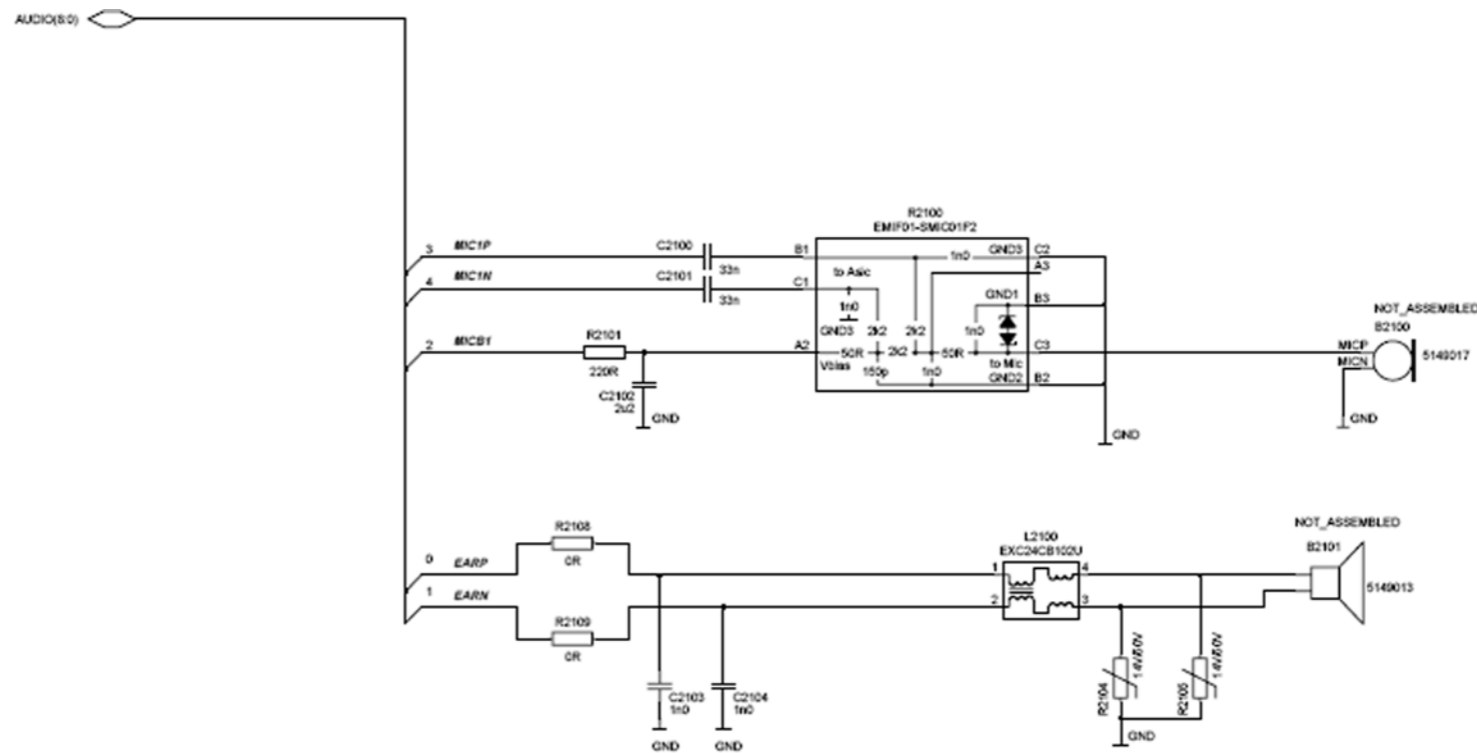 AUDIO(8:0)
R2100
EMIF01-SMIC01F2
3 MIC1P C2100 33n B1 1n0 GND3 C2
A3
4 MIC1N C2101 33n C1 to Asic
1n0
GND3 2k2 2k2 1n0 GND1 B3
NOT_ASSEMBLED
B2100
2 MICB1 R2101 220R A2 50R 2k2 50R C3 MICP
Vbias 150p 1n0 to Mic MICN 5149017
GND2 B2
C2102
2u2
GND
GND
GND
NOT_ASSEMBLED
R2108
0R
L2100
EXC24CB102U
B2101
0 EARP 1 4
1 EARN 2 3 5149013
R2109
0R
C2103
1n0
C2104
1n0
R2104
14V/50V
R2105
14V/50V
GND
GND
GND